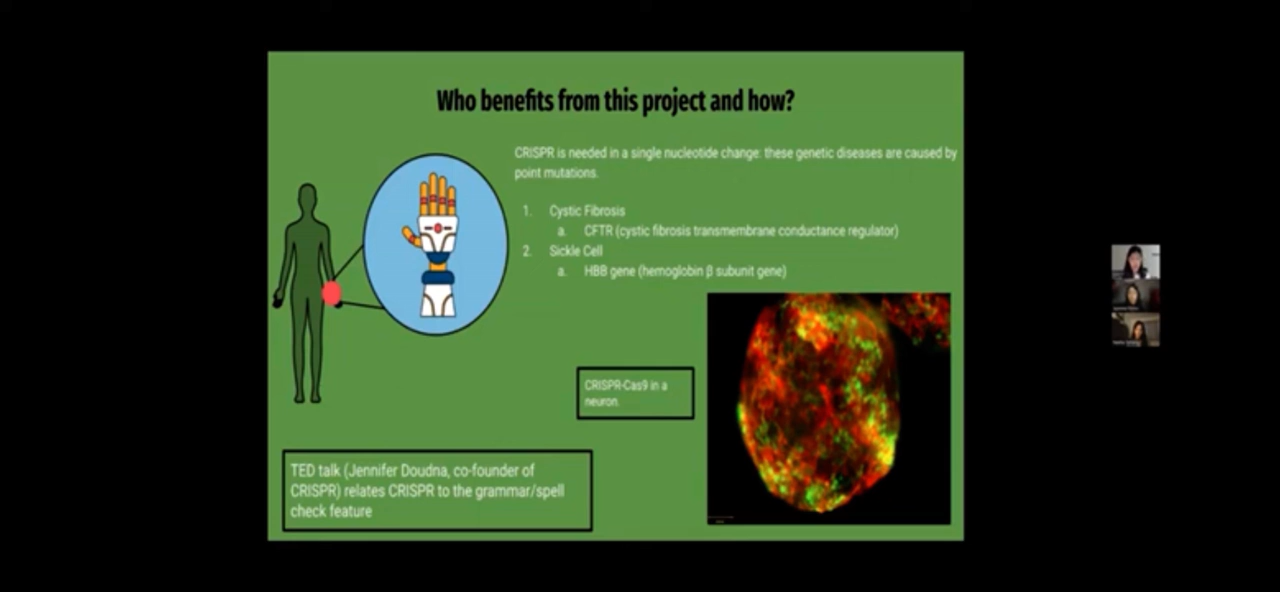 Who benefits from this project and how?
CRISPR is needed in a single nucleotide change: these genetic diseases are caused by
point mutations.
1. Cystic Fibrosis
a. CFTR (cystic fibrosis transmembrane conductance regulator)
2. Sickle Cell
a. HBB gene (hemoglobin β subunit gene)
CRISPR-Cas9 in a
neuron.
TED talk (Jennifer Doudna, co-founder of
CRISPR) relates CRISPR to the grammar/spell
check feature